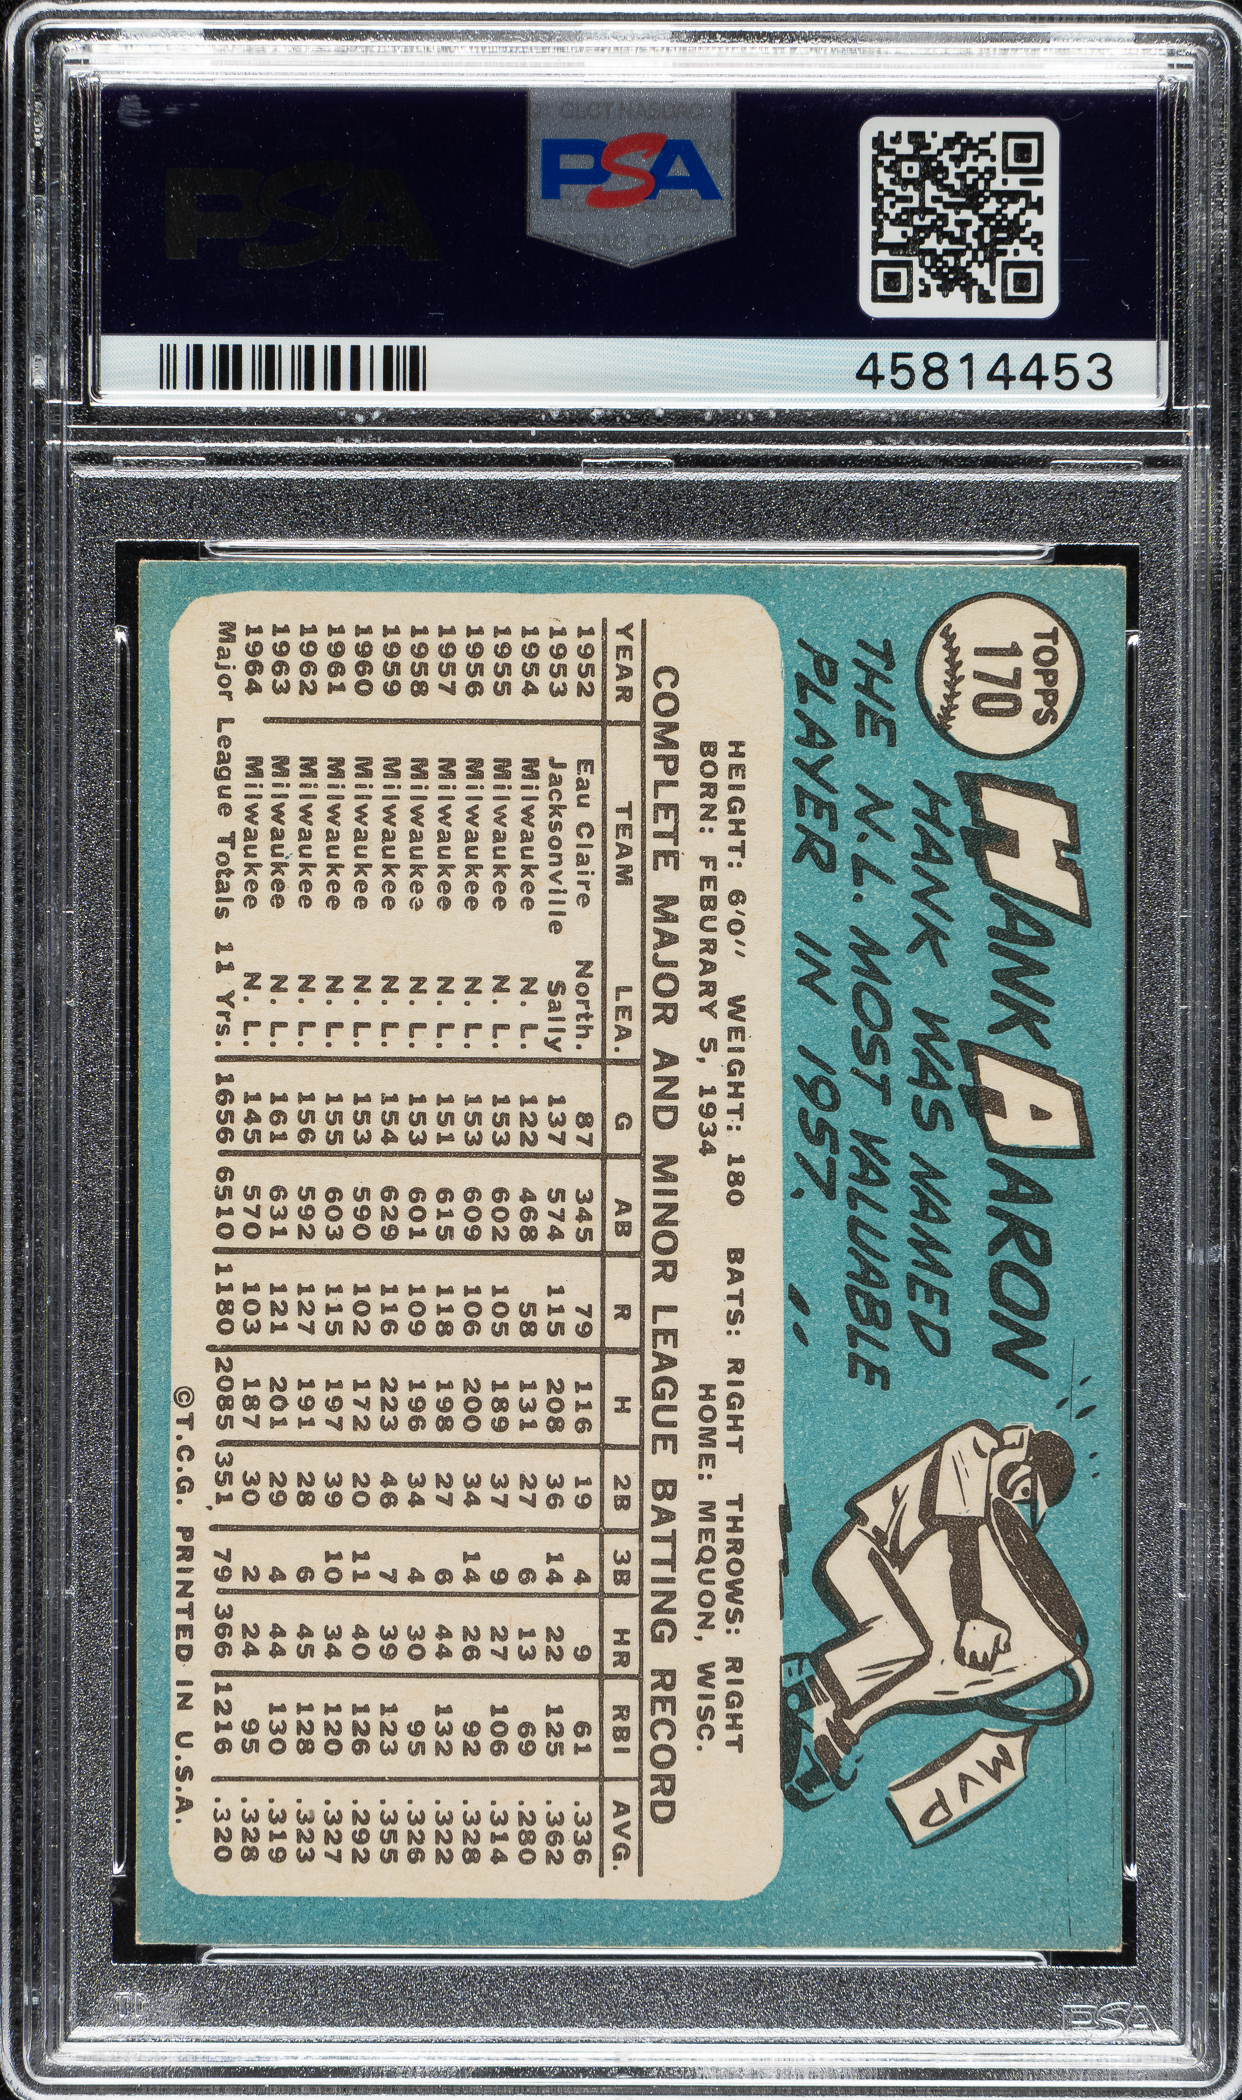 PSA
PSA
45814453
TOPPS
170
HANK AARON
HANK WAS NAMED
THE N.L. MOST VALUABLE
PLAYER IN 1957.
MVP
HEIGHT: 6'0" WEIGHT: 180 BATS: RIGHT THROWS: RIGHT
BORN: FEBURARY 5, 1934 HOME: MEQUON, WISC.
COMPLETE MAJOR AND MINOR LEAGUE BATTING RECORD
YEAR TEAM LEA. G AB R H 2B 3B HR RBI AVG.
1952 Eau Claire North. 87 345 79 116 19 4 9 61 .336
1953 Jacksonville Sally 137 574 115 208 36 14 22 125 .362
1954 Milwaukee N. L. 122 468 58 131 27 6 13 69 .280
1955 Milwaukee N. L. 153 602 105 189 37 9 27 106 .314
1956 Milwaukee N. L. 153 609 106 200 34 14 26 92 .328
1957 Milwaukee N. L. 151 615 118 198 27 6 44 132 .322
1958 Milwaukee N. L. 153 601 109 196 34 4 30 95 .326
1959 Milwaukee N. L. 154 629 116 223 46 7 39 123 .355
1960 Milwaukee N. L. 153 590 102 172 20 11 40 126 .292
1961 Milwaukee N. L. 155 603 115 197 39 10 34 120 .327
1962 Milwaukee N. L. 156 592 127 191 28 6 45 128 .323
1963 Milwaukee N. L. 161 631 121 201 29 4 44 130 .319
1964 Milwaukee N. L. 145 570 103 187 30 2 24 95 .328
Major League Totals 11 Yrs. 1656 6510 1180 2085 351 79 366 1216 .320
©T.C.G. PRINTED IN U.S.A.
PSA